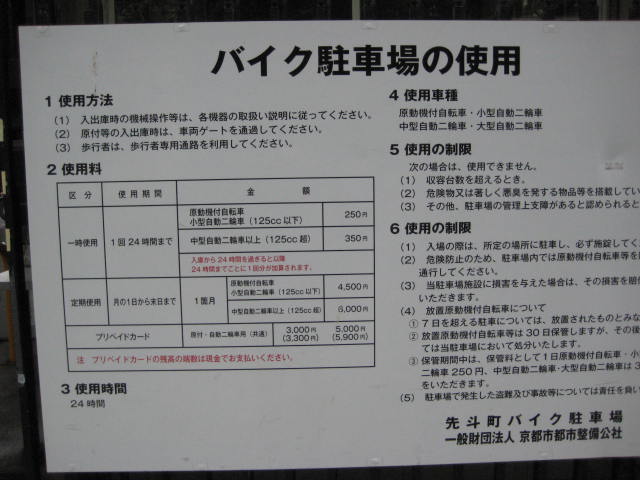 バイク駐車場の使用
1 使用方法
(1) 入出庫時の機械操作等は、各機器の取扱い説明に従ってください。
(2) 原付等の入出庫時は、車両ゲートを通過してください。
(3) 歩行者は、歩行者専用通路を利用してください。
2 使用料
区分 使用期間 金額
一時使用 1回24時間まで
原動機付自転車
小型自動二輪車(125cc以下) 250円
中型自動二輪車以上(125cc超) 350円
入庫から24時間を過ぎると以降
24時間までごとに1回分が加算されます。
定期使用 月の1日から末日まで 1箇月
原動機付自転車
小型自動二輪車(125cc以下) 4,500円
中型自動二輪車以上(125cc超) 6,000円
プリペイドカード 原付・自動二輪車用(共通) 3,000円 5,000円
(3,300円) (5,900円)
注 プリペイドカードの残高の端数は現金でお支払いください。
3 使用時間
24時間
4 使用車種
原動機付自転車・小型自動二輪車
中型自動二輪車・大型自動二輪車
5 使用の制限
次の場合は、使用できません。
(1) 収容台数を超えるとき。
(2) 危険物又は著しく悪臭を発する物品等を搭載してい
(3) その他、駐車場の管理上支障があると認められると
6 使用の制限
(1) 入場の際は、所定の場所に駐車し、必ず施錠してく
(2) 危険防止のため、駐車場内では原動機付自転車等を
通行してください。
(3) 当駐車場施設に損害を与えた場合は、その損害を賠
いただきます。
(4) 放置原動機付自転車について
① 7日を超える駐車については、放置されたものとみな
② 放置原動機付自転車等は30日保管しますが、その後
ては当駐車場において処分いたします。
③ 保管期間中は、保管料として1日原動機付自転車・小
二輪車250円、中型自動二輪車・大型自動二輪車は3
をいただきます。
(5) 駐車場で発生した盗難及び事故等については責任を負い
先斗町バイク駐車場
一般財団法人 京都市都市整備公社